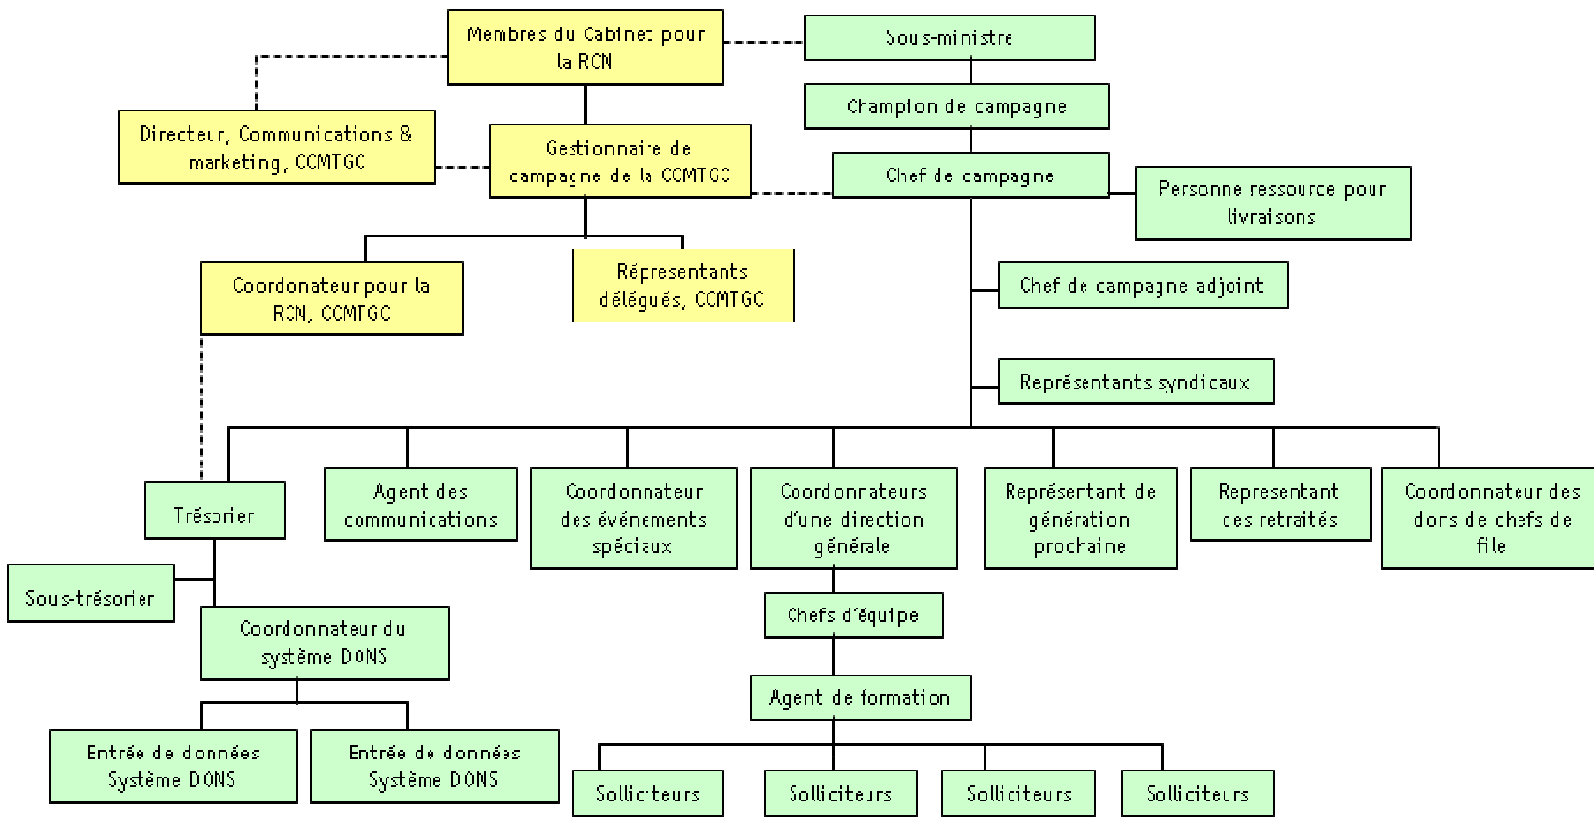 Membres du Cabinet pour
la RCN
Sous-ministre
Champion de campagne
Directeur, Communications &
marketing, CCMTGC
Gestionnaire de
campagne de la CCMTGC
Chef de campagne
Personne ressource pour
livraisons
Coordonateur pour la
RCN, CCMTGC
Réprésentants
délégués, CCMTGC
Chef de campagne adjoint
Représentants syndicaux
Trésorier
Agent des
communications
Coordonnateur
des événements
spéciaux
Coordonnateurs
d'une direction
générale
Représentant de
génération
prochaine
Representant
des retraités
Coordonnateur des
dons de chefs de
file
Sous-trésorier
Coordonnateur du
système DONS
Chefs d'équipe
Agent de formation
Entrée de données
Système DONS
Entrée de données
Système DONS
Solliciteurs
Solliciteurs
Solliciteurs
Solliciteurs